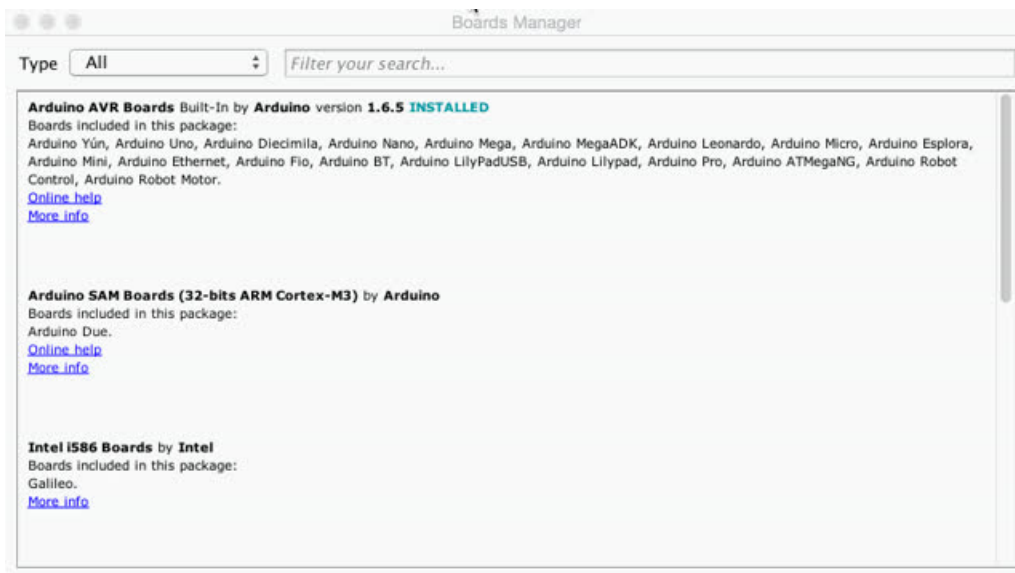 Boards Manager
Type All Filter your search...
Arduino AVR Boards Built-In by Arduino version 1.6.5 INSTALLED
Boards included in this package:
Arduino Yún, Arduino Uno, Arduino Diecimila, Arduino Nano, Arduino Mega, Arduino MegaADK, Arduino Leonardo, Arduino Micro, Arduino Esplora,
Arduino Mini, Arduino Ethernet, Arduino Fio, Arduino BT, Arduino LilyPadUSB, Arduino Lilypad, Arduino Pro, Arduino ATMegaNG, Arduino Robot
Control, Arduino Robot Motor.
Online help
More info
Arduino SAM Boards (32-bits ARM Cortex-M3) by Arduino
Boards included in this package:
Arduino Due.
Online help
More info
Intel i586 Boards by Intel
Boards included in this package:
Galileo.
More info